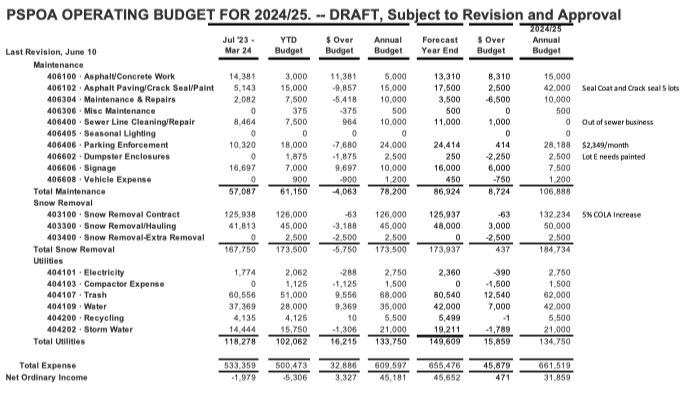 PSPOA OPERATING BUDGET FOR 2024/25. -- DRAFT, Subject to Revision and Approval
2024/25
Jul '23 - YTD $ Over Annual Forecast $ Over Annual
Last Revision, June 10 Mar 24 Budget Budget Budget Year End Budget Budget
Maintenance
406100 · Asphalt/Concrete Work 14,381 3,000 11,381 5,000 13,310 8,310 15,000
406102 · Asphalt Paving/Crack Seal/Paint 5,143 15,000 -9,857 15,000 17,500 2,500 42,000 Seal Coat and Crack seal 5 lots
406304 · Maintenance & Repairs 2,082 7,500 -5,418 10,000 3,500 -6,500 10,000
406306 · Misc Maintenance 0 375 -375 500 500 0 500
406400 · Sewer Line Cleaning/Repair 8,464 7,500 964 10,000 11,000 1,000 0 Out of sewer business
406405 · Seasonal Lighting 0 0 0 0 0 0
406406 · Parking Enforcement 10,320 18,000 -7,680 24,000 24,414 414 28,188 $2,349/month
406602 · Dumpster Enclosures 0 1,875 -1,875 2,500 250 -2,250 2,500 Lot E needs painted
406606 · Signage 16,697 7,000 9,697 10,000 16,000 6,000 7,500
406608 · Vehicle Expense 0 900 -900 1,200 450 -750 1,200
Total Maintenance 57,087 61,150 -4,063 78,200 86,924 8,724 106,888
Snow Removal
403100 · Snow Removal Contract 125,938 126,000 -63 126,000 125,937 -63 132,234 5% COLA Increase
403300 · Snow Removal/Hauling 41,813 45,000 -3,188 45,000 48,000 3,000 50,000
403400 · Snow Removal-Extra Removal 0 2,500 -2,500 2,500 0 -2,500 2,500
Total Snow Removal 167,750 173,500 -5,750 173,500 173,937 437 184,734
Utilities
404101 · Electricity 1,774 2,062 -288 2,750 2,360 -390 2,750
404103 · Compactor Expense 0 1,125 -1,125 1,500 0 -1,500 1,500
404107 · Trash 60,556 51,000 9,556 68,000 80,540 12,540 62,000
404109 · Water 37,369 28,000 9,369 35,000 42,000 7,000 42,000
404200 · Recycling 4,135 4,125 10 5,500 5,499 -1 5,500
404202 · Storm Water 14,444 15,750 -1,306 21,000 19,211 -1,789 21,000
Total Utilities 118,278 102,062 16,215 133,750 149,609 15,859 134,750
Total Expense 533,359 500,473 32,886 609,597 655,476 45,879 661,519
Net Ordinary Income -1,979 -5,306 3,327 45,181 45,652 471 31,859